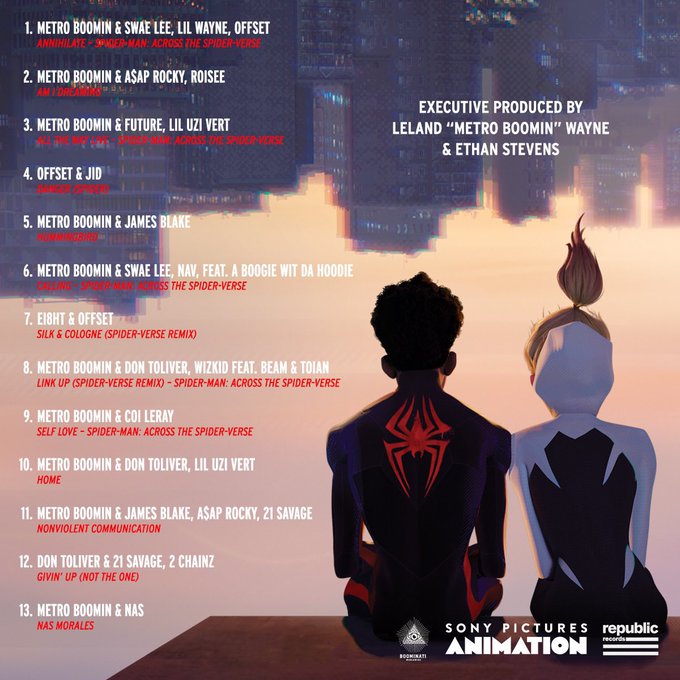 1. METRO BOOMIN & SWAE LEE, LIL WAYNE, OFFSET
ANNIHILATE – SPIDER-MAN: ACROSS THE SPIDER-VERSE
2. METRO BOOMIN & A$AP ROCKY, ROISEE
AM I DREAMING
3. METRO BOOMIN & FUTURE, LIL UZI VERT
ALL THE WAY LIVE – SPIDER-MAN: ACROSS THE SPIDER-VERSE
4. OFFSET & JID
DANGER (SPIDER)
5. METRO BOOMIN & JAMES BLAKE
HUMMINGBIRD
6. METRO BOOMIN & SWAE LEE, NAV, FEAT. A BOOGIE WIT DA HOODIE
CALLING – SPIDER-MAN: ACROSS THE SPIDER-VERSE
7. EI8HT & OFFSET
SILK & COLOGNE (SPIDER-VERSE REMIX)
8. METRO BOOMIN & DON TOLIVER, WIZKID FEAT. BEAM & TOIAN
LINK UP (SPIDER-VERSE REMIX) – SPIDER-MAN: ACROSS THE SPIDER-VERSE
9. METRO BOOMIN & COI LERAY
SELF LOVE – SPIDER-MAN: ACROSS THE SPIDER-VERSE
10. METRO BOOMIN & DON TOLIVER, LIL UZI VERT
HOME
11. METRO BOOMIN & JAMES BLAKE, A$AP ROCKY, 21 SAVAGE
NONVIOLENT COMMUNICATION
12. DON TOLIVER & 21 SAVAGE, 2 CHAINZ
GIVIN' UP (NOT THE ONE)
13. METRO BOOMIN & NAS
NAS MORALES
EXECUTIVE PRODUCED BY
LELAND “METRO BOOMIN” WAYNE
& ETHAN STEVENS
BOOMINATI
WORLDWIDE
SONY PICTURES
ANIMATION
republic
records